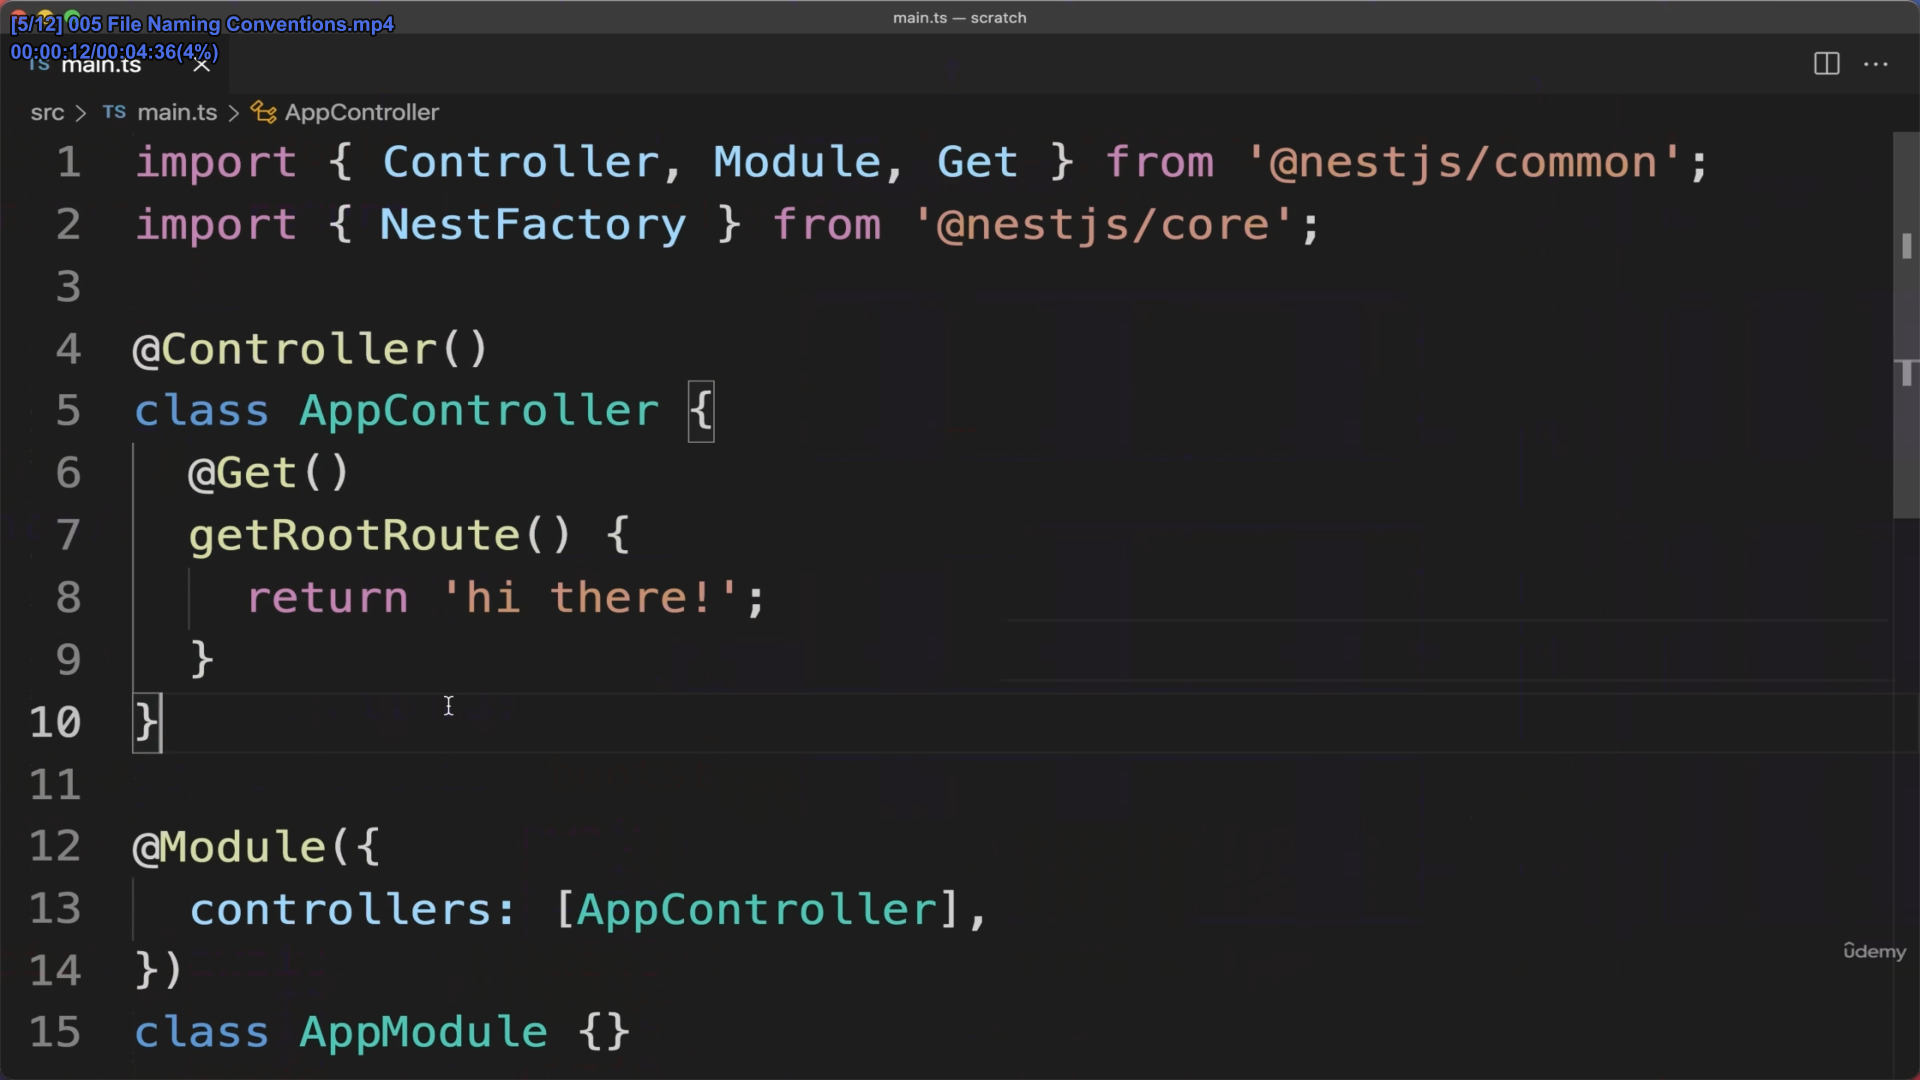 [5/12] 005 File Naming Conventions.mp4
main.ts — scratch
00:00:12/00:04:36(4%)
TS main.ts
src > TS main.ts > AppController
1 import { Controller, Module, Get } from '@nestjs/common';
2 import { NestFactory } from '@nestjs/core';
3
4 @Controller()
5 class AppController {
6   @Get()
7   getRootRoute() {
8     return 'hi there!';
9   }
10 }
11
12 @Module({
13   controllers: [AppController],
14 })
15 class AppModule {}
ûdemy